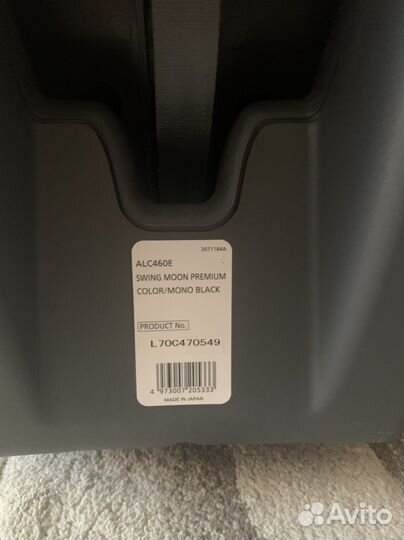 2071184A
ALC460E
SWING MOON PREMIUM
COLOR/MONO BLACK
PRODUCT No.
L70C470549
4 973007 205333
MADE IN JAPAN
Avito